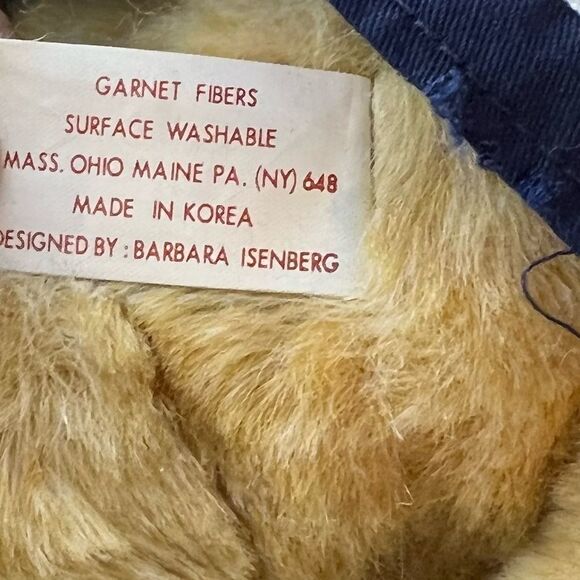 GARNET FIBERS
SURFACE WASHABLE
MASS. OHIO MAINE PA. (NY) 648
MADE IN KOREA
DESIGNED BY : BARBARA ISENBERG